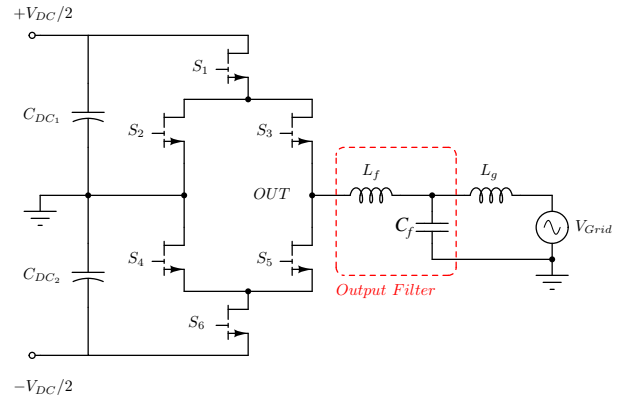 +V_{DC}/2
S_1
C_{DC_1}
S_2
S_3
L_f
L_g
OUT
C_f
V_{Grid}
C_{DC_2}
S_4
S_5
Output Filter
S_6
−V_{DC}/2